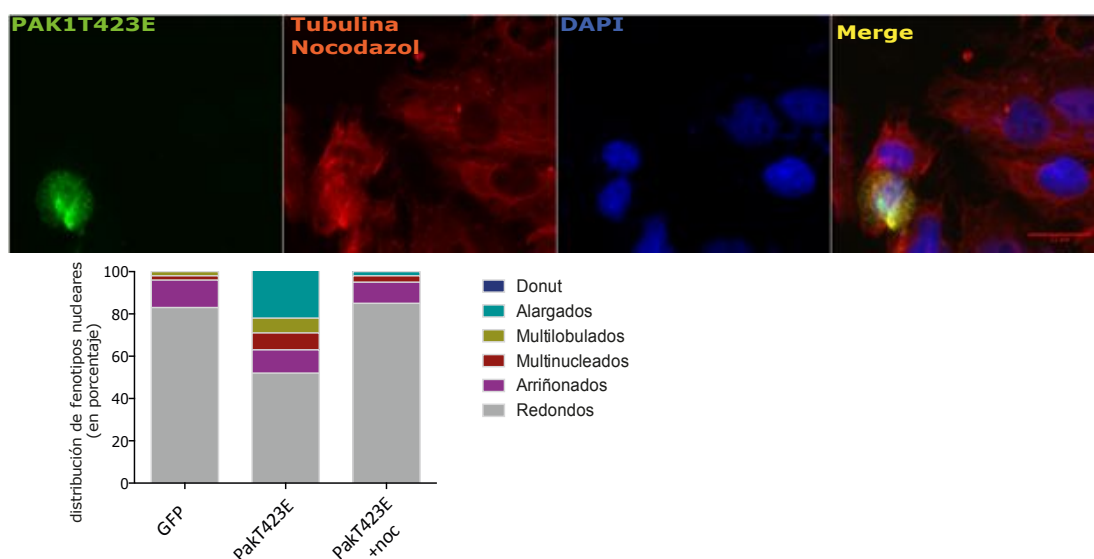 PAK1T423E
Tubulina
Nocodazol
DAPI
Merge
distribución de fenotipos nucleares
(en porcentaje)
100
80
60
40
20
0
GFP
PakT423E
PakT423E
+noc
Donut
Alargados
Multilobulados
Multinucleados
Arriñonados
Redondos